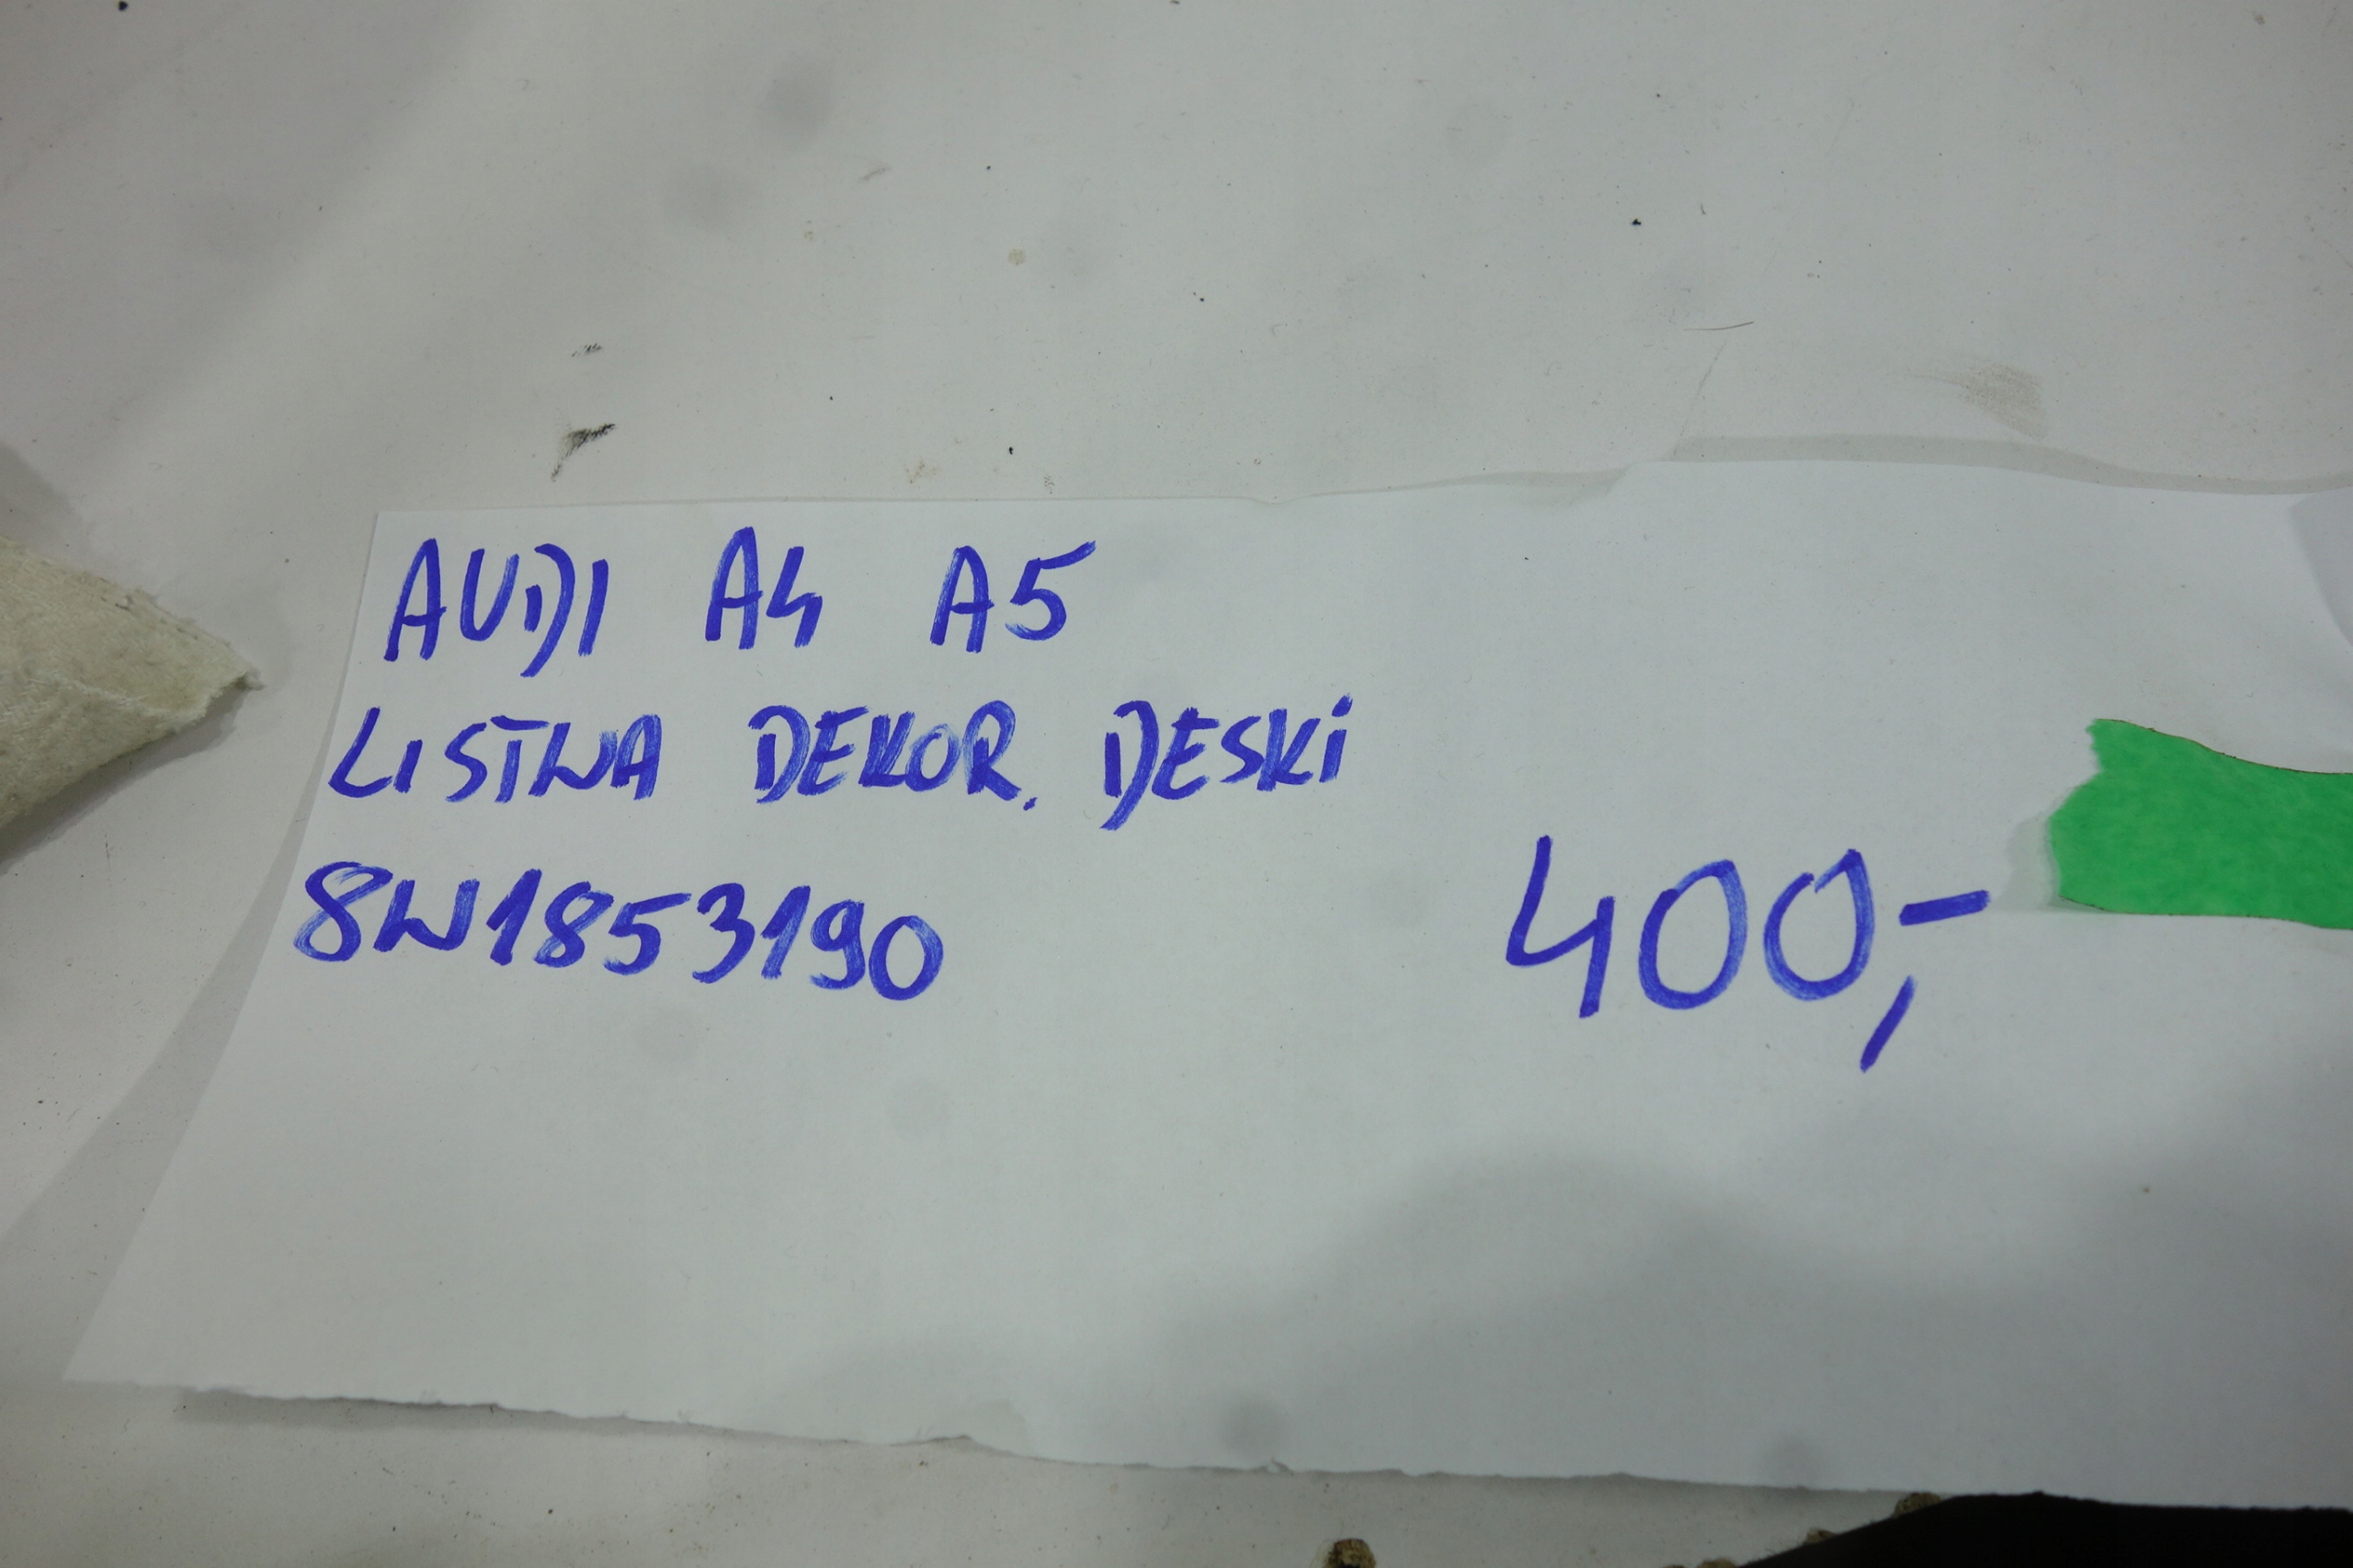 AUDI A4 A5
LISTWA DEKOR. DESKI
8W1853190
400,-